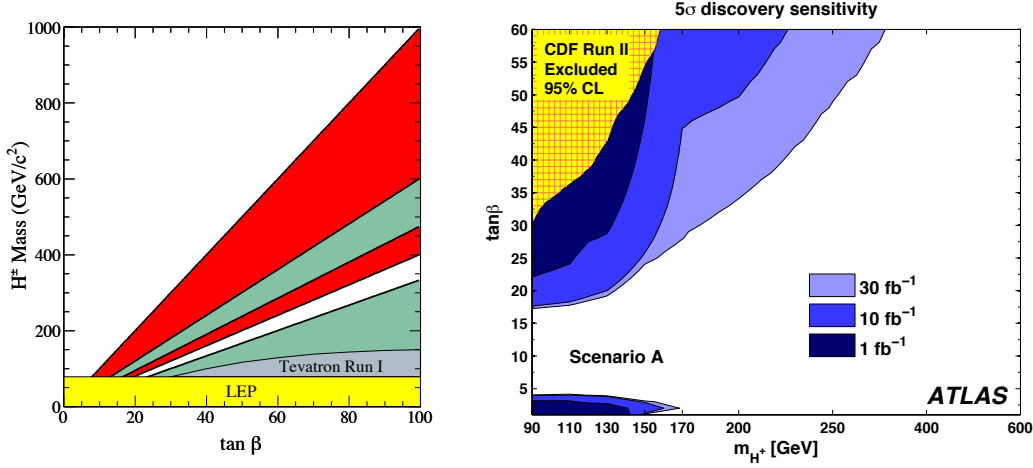 1000
800
600
400
200
0
H± Mass (GeV/c²)
Tevatron Run I
LEP
0 20 40 60 80 100
tan β
5σ discovery sensitivity
60
55
50
45
40
35
30
25
20
15
10
5
tanβ
CDF Run II
Excluded
95% CL
30 fb⁻¹
10 fb⁻¹
1 fb⁻¹
Scenario A
ATLAS
90 110 130 150 170 200 250 400 600
m_H⁺ [GeV]